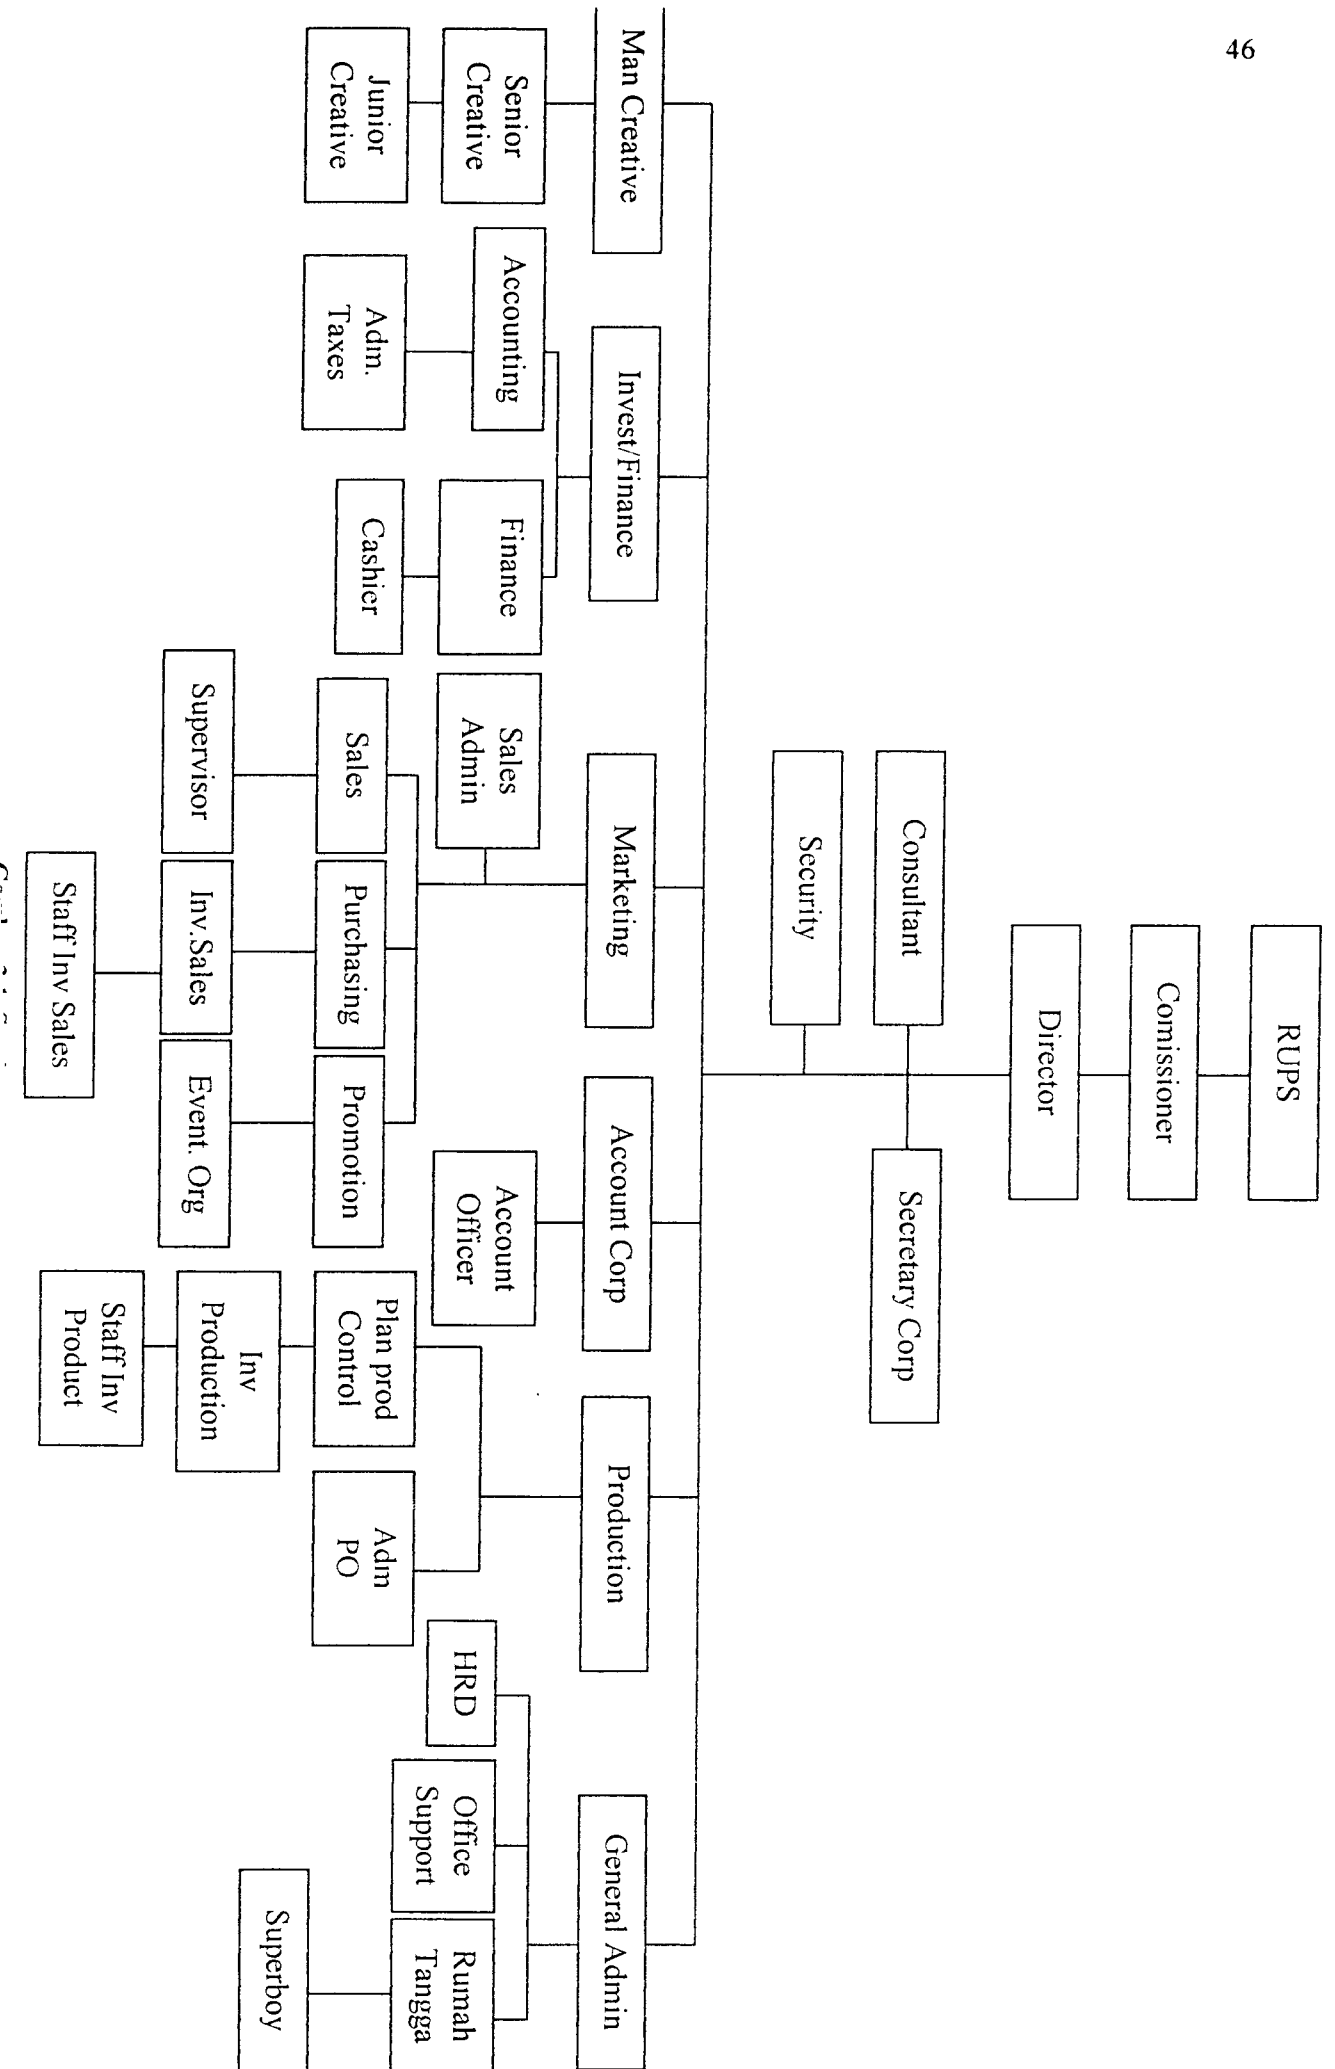 46
RUPS
Comissioner
Director
Consultant
Secretary Corp
Security
Man Creative
Invest/Finance
Marketing
Account Corp
Production
General Admin
Senior
Creative
Accounting
Finance
Sales
Admin
Account
Officer
HRD
Office
Support
Rumah
Tangga
Junior
Creative
Adm.
Taxes
Cashier
Sales
Purchasing
Promotion
Plan prod
Control
Adm
PO
Superboy
Supervisor
Inv.Sales
Event. Org
Inv
Production
Staff Inv Sales
Staff Inv
Product